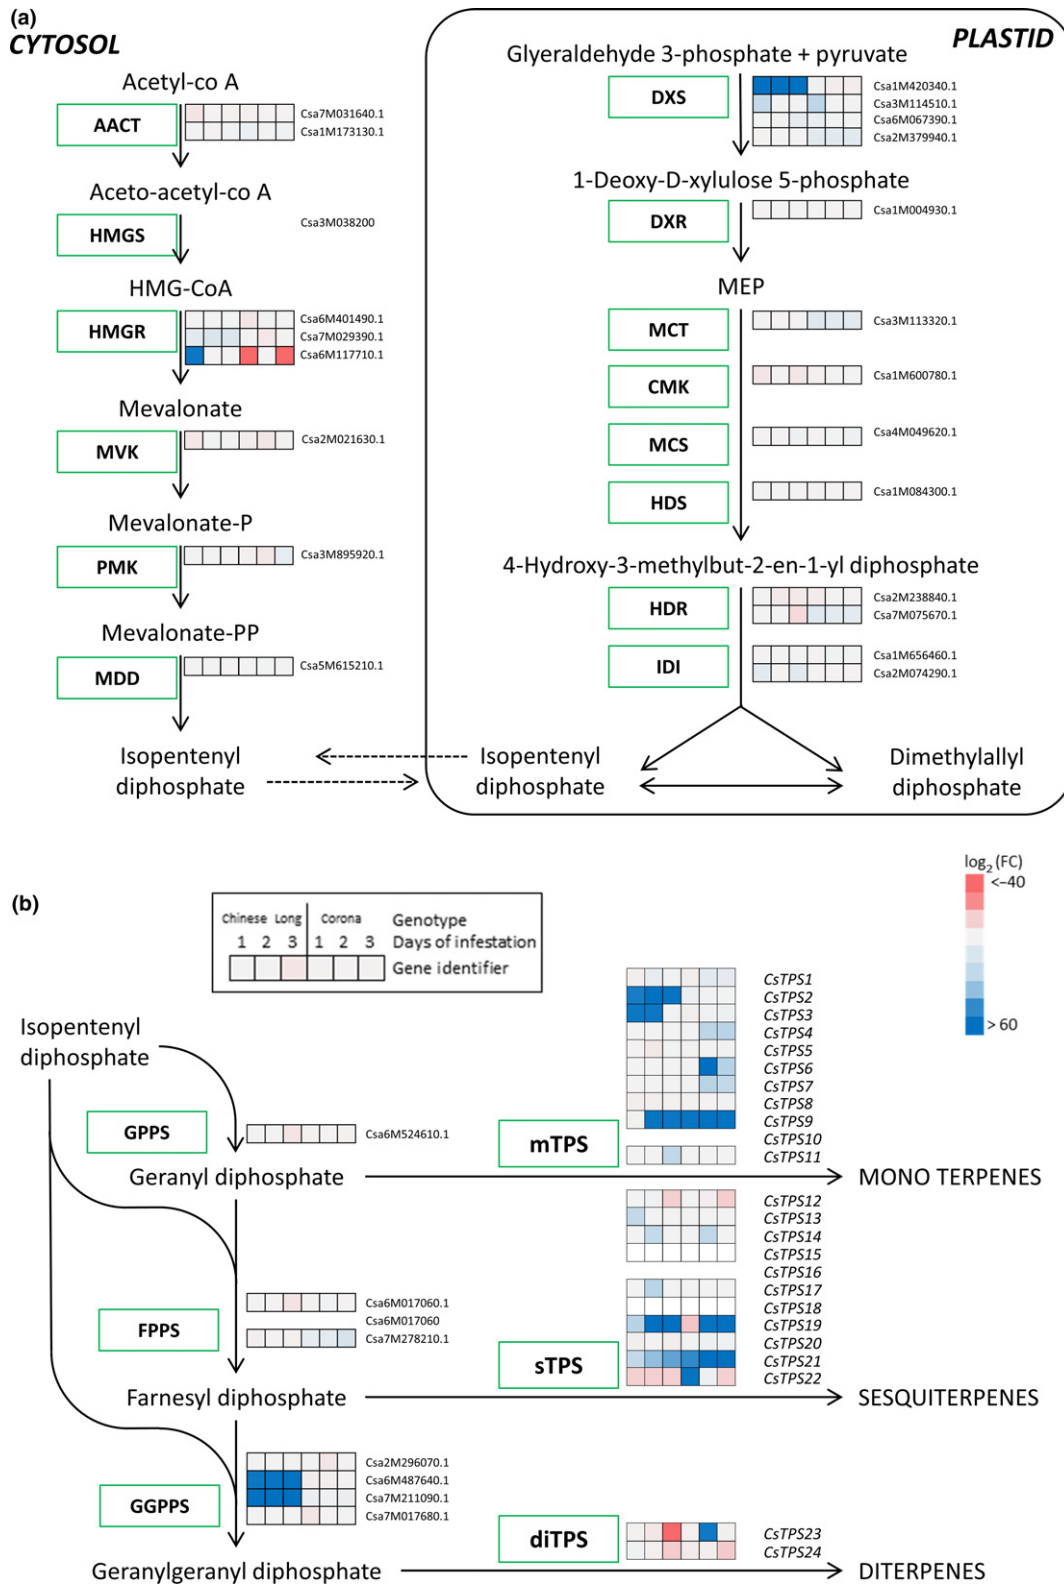 (a)
CYTOSOL
Acetyl-co A
AACT
Csa7M031640.1
Csa1M173130.1
Aceto-acetyl-co A
HMGS
Csa3M038200
HMG-CoA
HMGR
Csa6M401490.1
Csa7M029390.1
Csa6M117710.1
Mevalonate
MVK
Csa2M021630.1
Mevalonate-P
PMK
Csa3M895920.1
Mevalonate-PP
MDD
Csa5M615210.1
Isopentenyl
diphosphate
PLASTID
Glyeraldehyde 3-phosphate + pyruvate
DXS
Csa1M420340.1
Csa3M114510.1
Csa6M067390.1
Csa2M379940.1
1-Deoxy-D-xylulose 5-phosphate
DXR
Csa1M004930.1
MEP
MCT
Csa3M113320.1
CMK
Csa1M600780.1
MCS
Csa4M049620.1
HDS
Csa1M084300.1
4-Hydroxy-3-methylbut-2-en-1-yl diphosphate
HDR
Csa2M238840.1
Csa7M075670.1
IDI
Csa1M656460.1
Csa2M074290.1
Isopentenyl
diphosphate
Dimethylallyl
diphosphate
(b)
Chinese Long Corona Genotype
1 2 3 1 2 3 Days of infestation
Gene identifier
log2 (FC)
<-40
> 60
Isopentenyl
diphosphate
GPPS
Csa6M524610.1
Geranyl diphosphate
mTPS
CsTPS1
CsTPS2
CsTPS3
CsTPS4
CsTPS5
CsTPS6
CsTPS7
CsTPS8
CsTPS9
CsTPS10
CsTPS11
MONO TERPENES
FPPS
Csa6M017060.1
Csa6M017060
Csa7M278210.1
Farnesyl diphosphate
sTPS
CsTPS12
CsTPS13
CsTPS14
CsTPS15
CsTPS16
CsTPS17
CsTPS18
CsTPS19
CsTPS20
CsTPS21
CsTPS22
SESQUITERPENES
GGPPS
Csa2M296070.1
Csa6M487640.1
Csa7M211090.1
Csa7M017680.1
Geranylgeranyl diphosphate
diTPS
CsTPS23
CsTPS24
DITERPENES